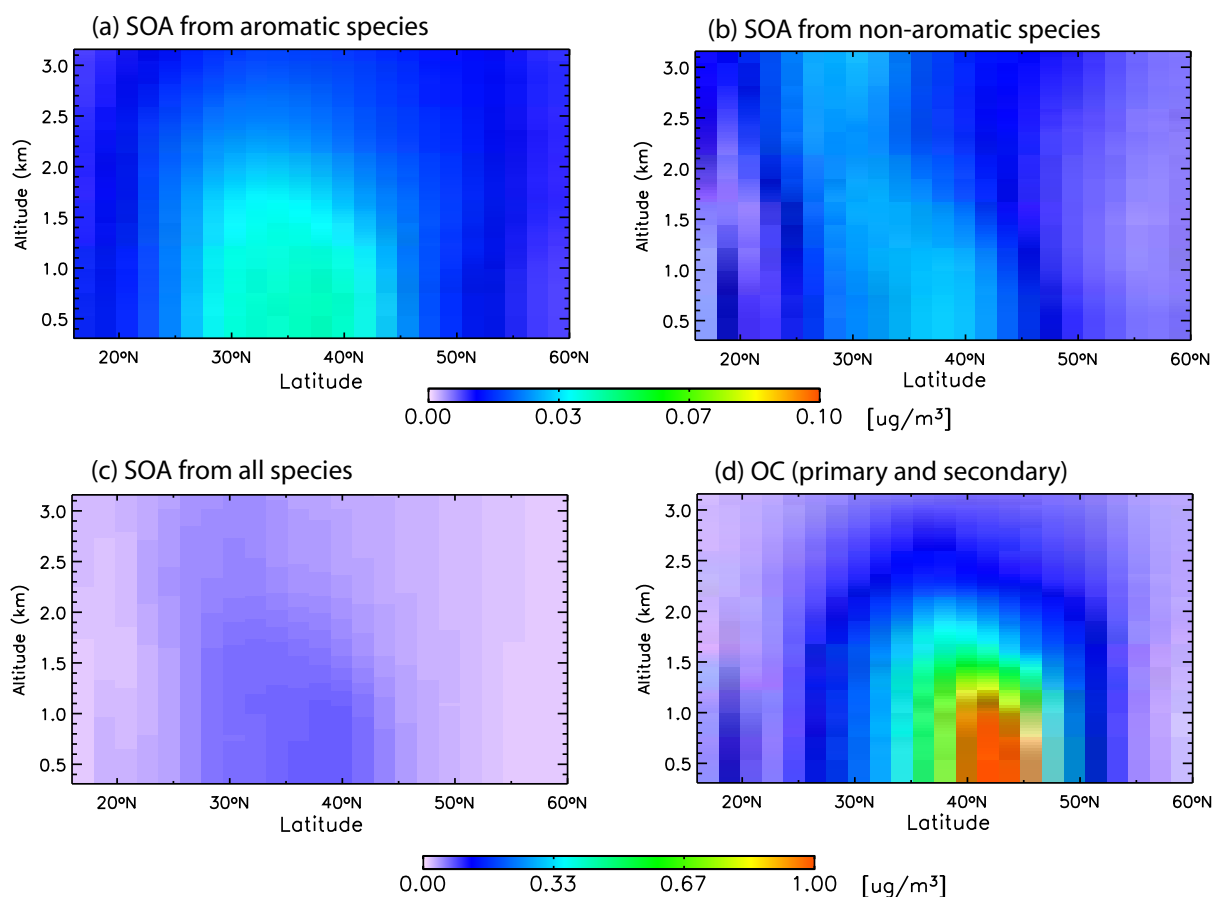 (a) SOA from aromatic species
(b) SOA from non-aromatic species
3.0
2.5
2.0
1.5
1.0
0.5
Altitude (km)
20ºN 30ºN 40ºN 50ºN 60ºN
Latitude
3.0
2.5
2.0
1.5
1.0
0.5
Altitude (km)
20ºN 30ºN 40ºN 50ºN 60ºN
Latitude
0.00 0.03 0.07 0.10 [ug/m³]
(c) SOA from all species
(d) OC (primary and secondary)
3.0
2.5
2.0
1.5
1.0
0.5
Altitude (km)
20ºN 30ºN 40ºN 50ºN 60ºN
Latitude
3.0
2.5
2.0
1.5
1.0
0.5
Altitude (km)
20ºN 30ºN 40ºN 50ºN 60ºN
Latitude
0.00 0.33 0.67 1.00 [ug/m³]